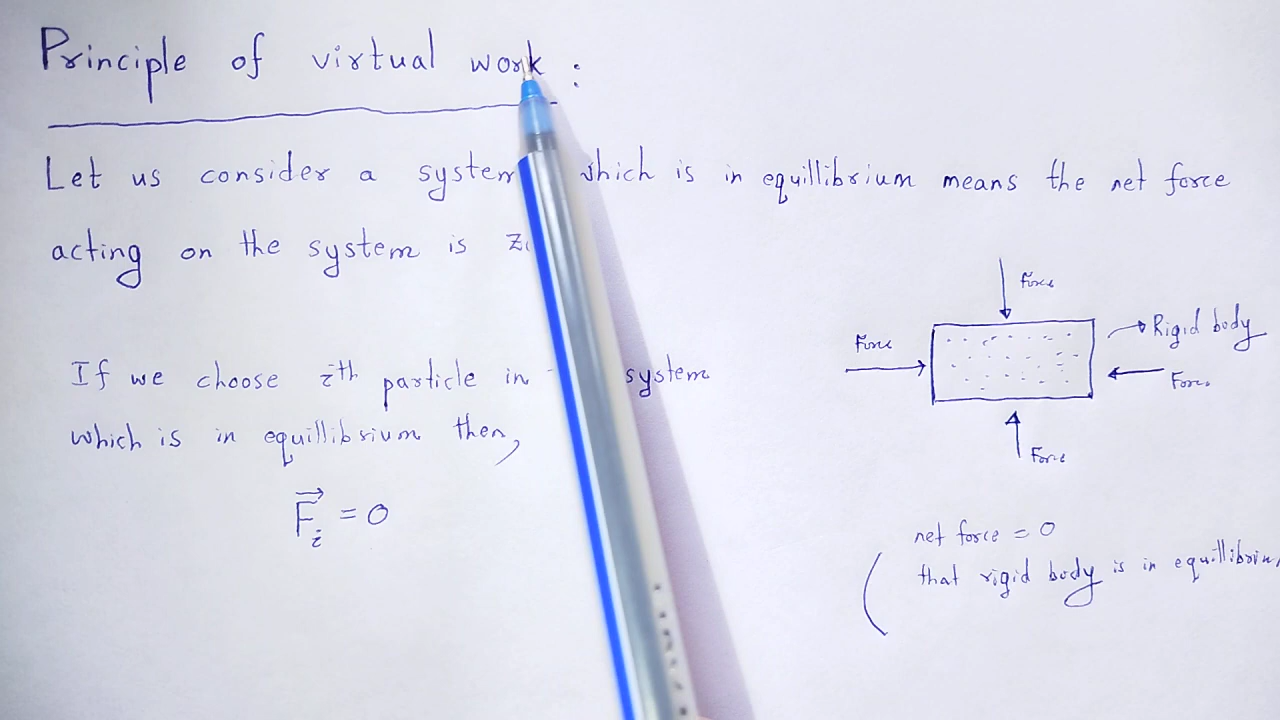 Principle of virtual work :
Let us consider a system which is in equillibrium means the net force
acting on the system is
If we choose ith particle in system
which is in equillibrium then,
F⃗i = 0
Force
Force
Rigid body
Force
Force
net force = 0
(that rigid body is in equillibrium